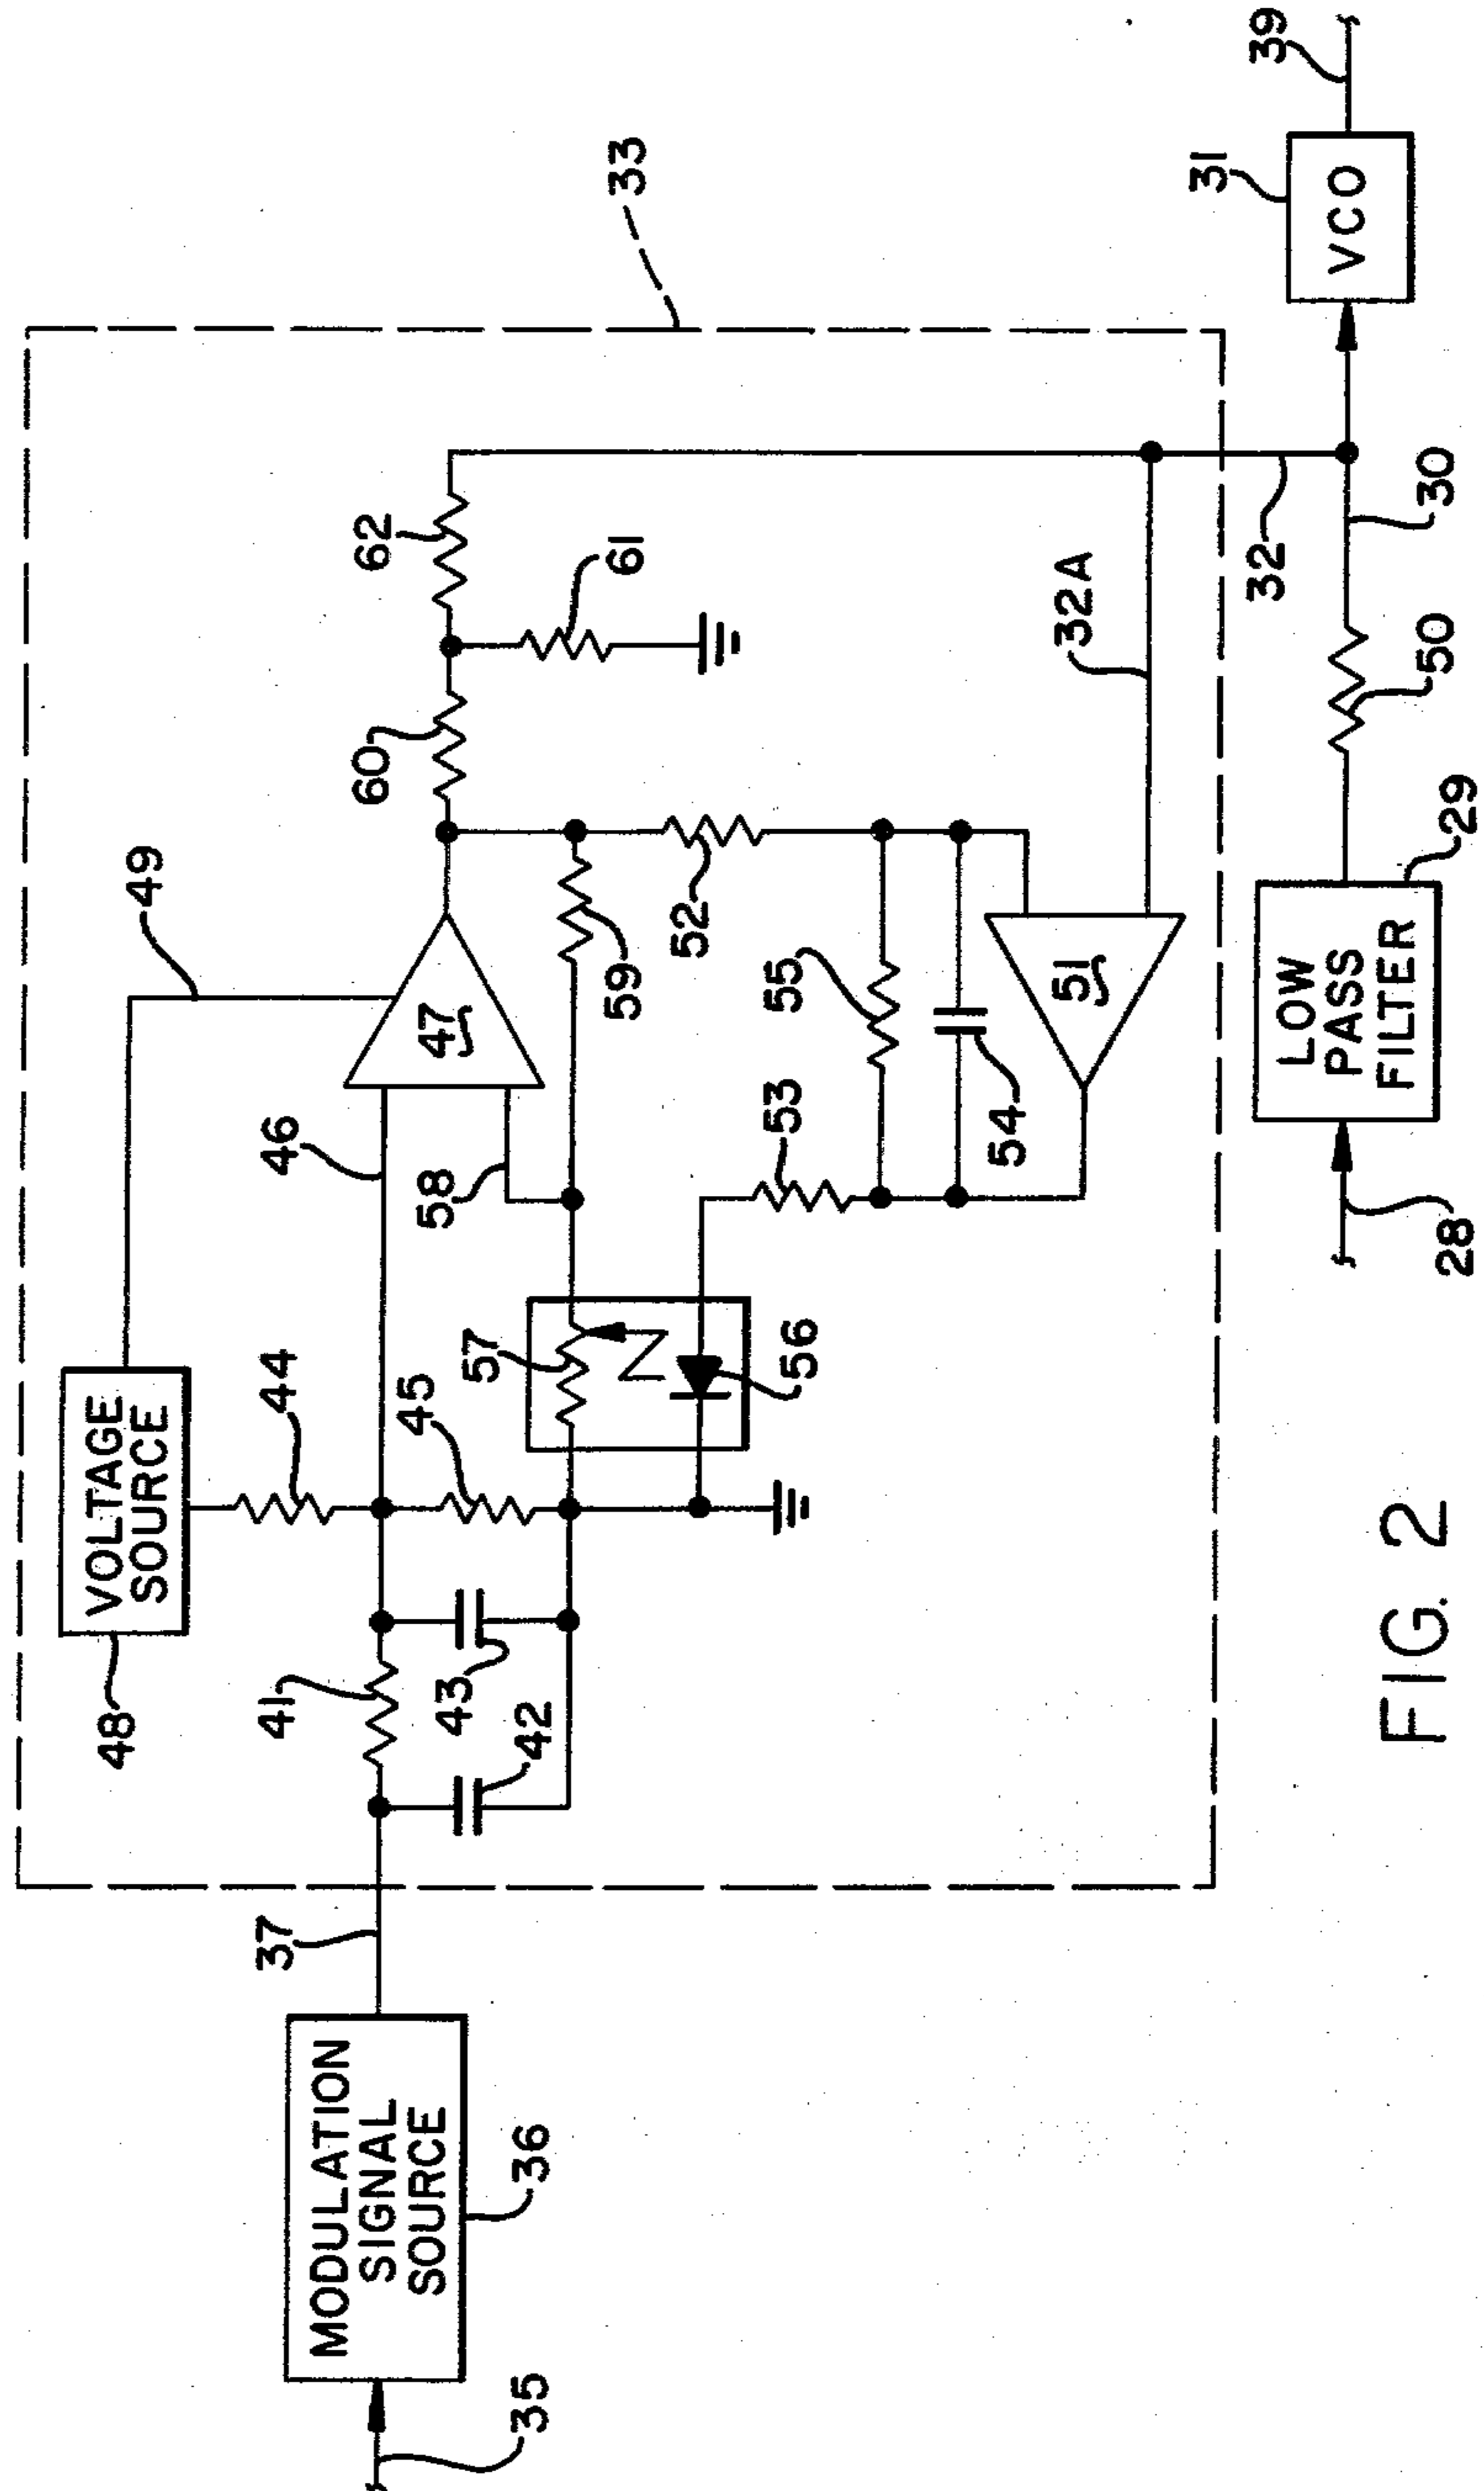 33
49
VOLTAGE
SOURCE
48
44
46
47
60
62
61
41
43
42
45
57
58
59
52
56
53
55
54
51
32A
37
MODULATION
SIGNAL
SOURCE
36
35
28
LOW
PASS
FILTER
29
50
30
32
VCO
31
39
FIG. 2